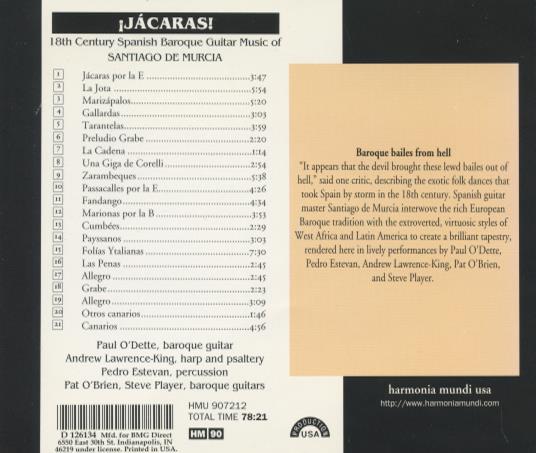 ¡JÁCARAS!
18th Century Spanish Baroque Guitar Music of
SANTIAGO DE MURCIA
1 Jácaras por la E 3:47
2 La Jota 5:54
3 Marizápalos 5:20
4 Gallardas 3:03
5 Tarantelas 3:59
6 Preludio Grabe 2:20
7 La Cadena 1:14
8 Una Giga de Corelli 2:54
9 Zarambeques 5:38
10 Passacalles por la E 4:26
11 Fandango 4:34
12 Marionas por la B 3:53
13 Cumbées 2:29
14 Payssanos 3:03
15 Folías Ytalianas 7:30
16 Las Penas 2:45
17 Allegro 2:45
18 Grabe 2:23
19 Allegro 3:09
20 Otros canarios 1:46
21 Canarios 4:56
Paul O'Dette, baroque guitar
Andrew Lawrence-King, harp and psaltery
Pedro Estevan, percussion
Pat O'Brien, Steve Player, baroque guitars
D 126134 Mfd. for BMG Direct
6550 East 30th St. Indianapolis, IN
46219 under license. Printed in USA.
HMU 907212
TOTAL TIME 78:21
HM 90
PRODUCTION
USA
Baroque bailes from hell
"It appears that the devil brought these lewd bailes out of
hell," said one critic, describing the exotic folk dances that
took Spain by storm in the 18th century. Spanish guitar
master Santiago de Murcia interwove the rich European
Baroque tradition with the extroverted, virtuosic styles of
West Africa and Latin America to create a brilliant tapestry,
rendered here in lively performances by Paul O'Dette,
Pedro Estevan, Andrew Lawrence-King, Pat O'Brien,
and Steve Player.
harmonia mundi usa
http://www.harmoniamundi.com